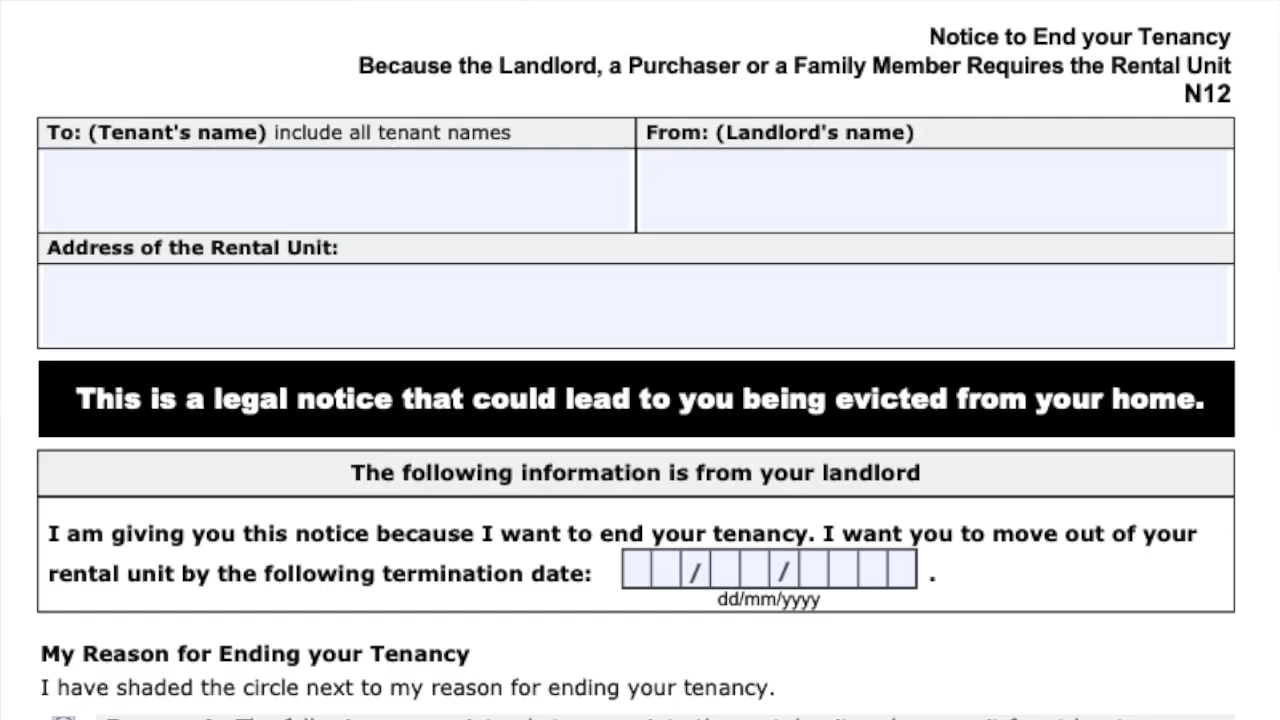 Notice to End your Tenancy
Because the Landlord, a Purchaser or a Family Member Requires the Rental Unit
N12
To: (Tenant's name) include all tenant names
From: (Landlord's name)
Address of the Rental Unit:
This is a legal notice that could lead to you being evicted from your home.
The following information is from your landlord
I am giving you this notice because I want to end your tenancy. I want you to move out of your
rental unit by the following termination date: / / .
dd/mm/yyyy
My Reason for Ending your Tenancy
I have shaded the circle next to my reason for ending your tenancy.